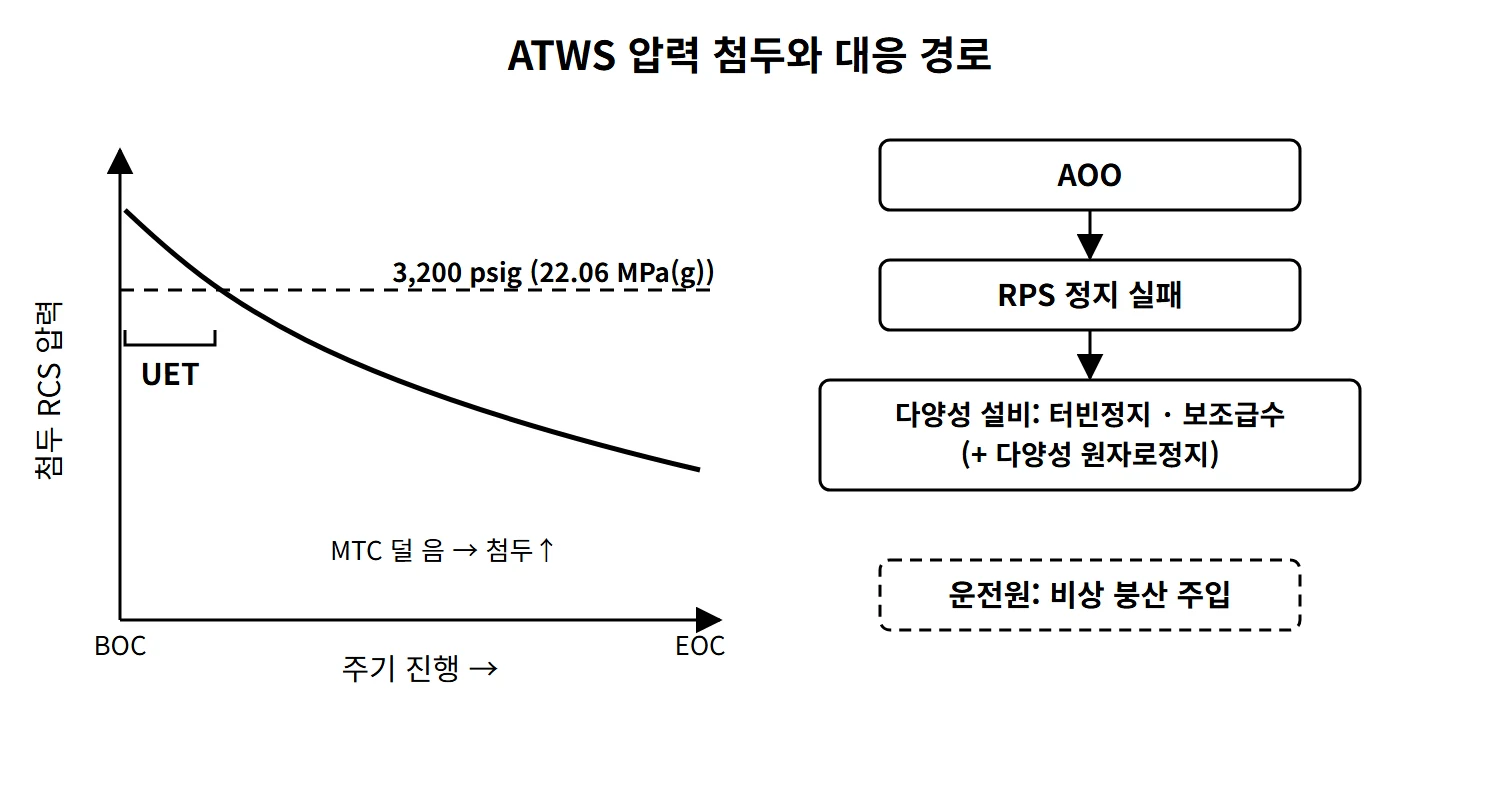 ATWS 압력 첨두와 대응 경로
첨두 RCS 압력
3,200 psig (22.06 MPa(g))
UET
MTC 덜 음 → 첨두↑
BOC
EOC
주기 진행 →
AOO
RPS 정지 실패
다양성 설비: 터빈정지 · 보조급수
(+ 다양성 원자로정지)
운전원: 비상 붕산 주입